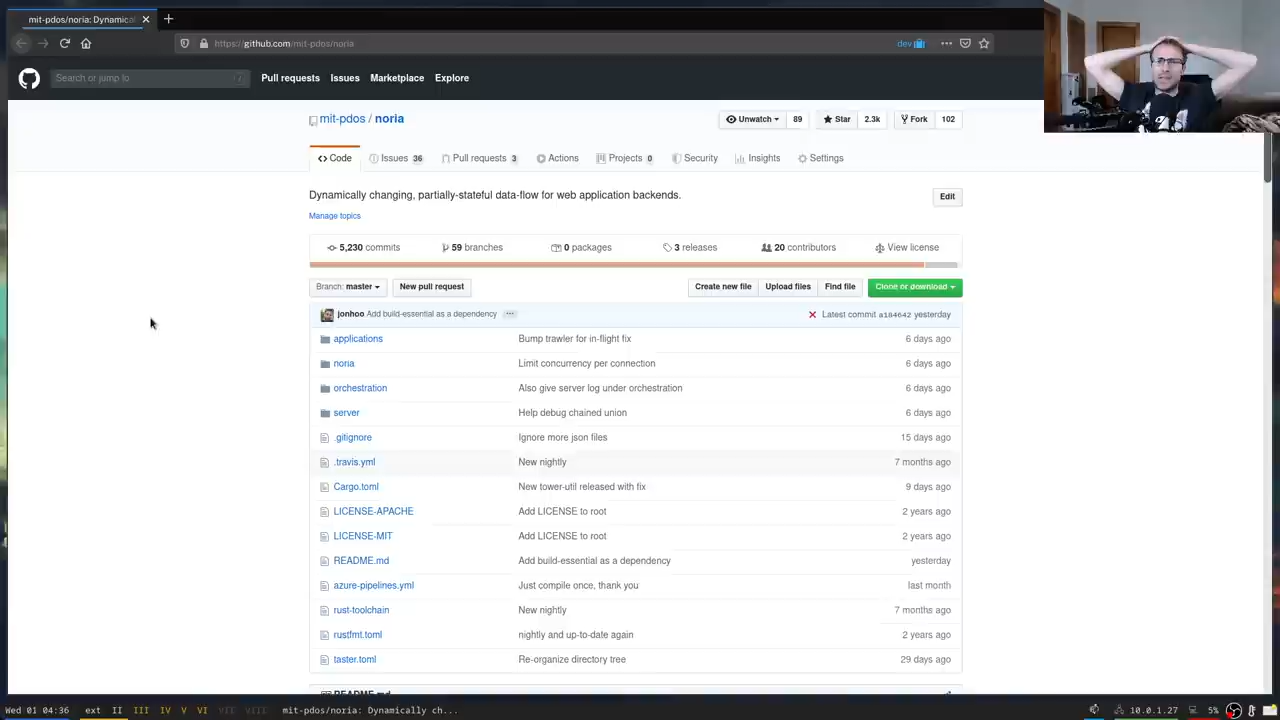 mit-pdos/noria: Dynamical
https://github.com/mit-pdos/noria
dev
Search or jump to
/
Pull requests
Issues
Marketplace
Explore
mit-pdos / noria
Unwatch
89
Star
2.3k
Fork
102
Code
Issues 36
Pull requests 3
Actions
Projects 0
Security
Insights
Settings
Dynamically changing, partially-stateful data-flow for web application backends.
Edit
Manage topics
5,230 commits
59 branches
0 packages
3 releases
20 contributors
View license
Branch: master
New pull request
Create new file
Upload files
Find file
Clone or download
jonhoo Add build-essential as a dependency
Latest commit a184642 yesterday
applications Bump trawler for in-flight fix 6 days ago
noria Limit concurrency per connection 6 days ago
orchestration Also give server log under orchestration 6 days ago
server Help debug chained union 6 days ago
.gitignore Ignore more json files 15 days ago
.travis.yml New nightly 7 months ago
Cargo.toml New tower-util released with fix 9 days ago
LICENSE-APACHE Add LICENSE to root 2 years ago
LICENSE-MIT Add LICENSE to root 2 years ago
README.md Add build-essential as a dependency yesterday
azure-pipelines.yml Just compile once, thank you last month
rust-toolchain New nightly 7 months ago
rustfmt.toml nightly and up-to-date again 2 years ago
taster.toml Re-organize directory tree 29 days ago
README.md
Wed 01 04:36 ext II III IV V VI VII VIII mit-pdos/noria: Dynamically ch... 10.0.1.27 5%